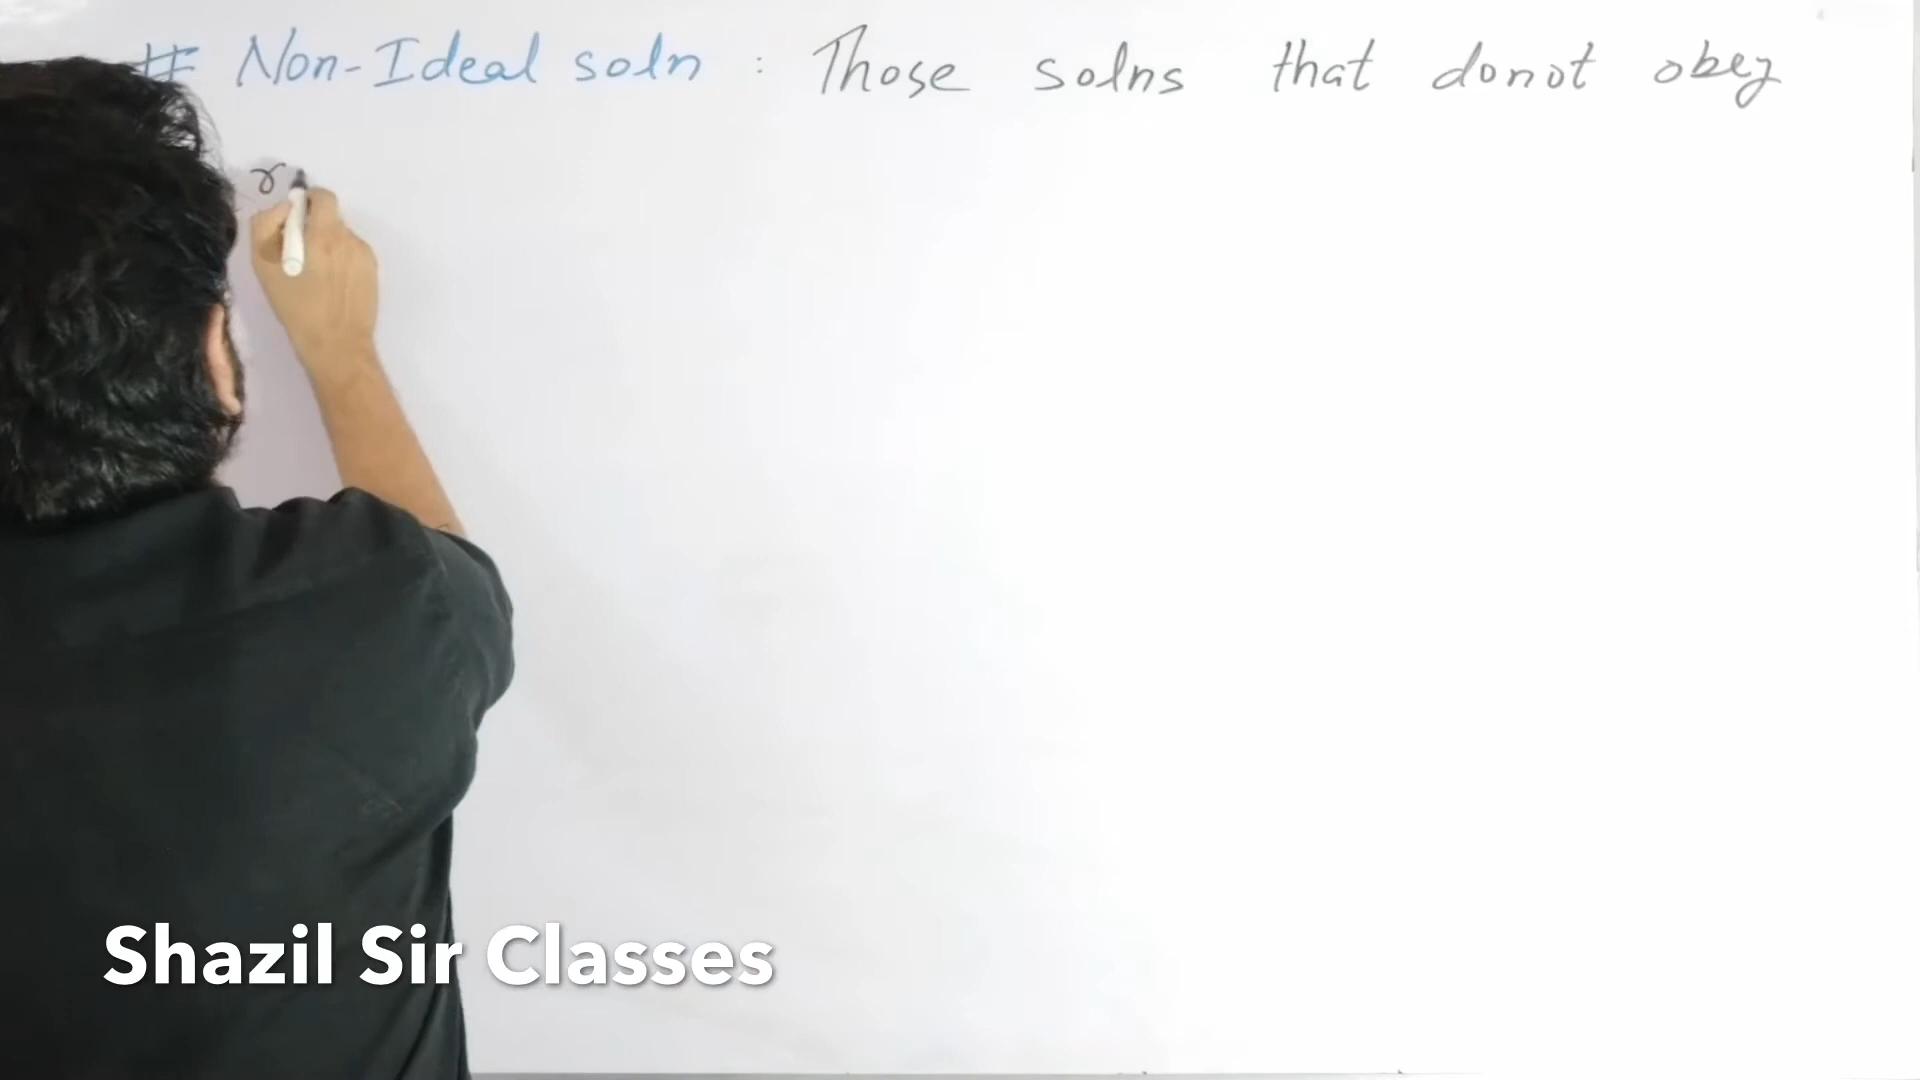 # Non-Ideal soln : Those solns that donot obey
r
Shazil Sir Classes